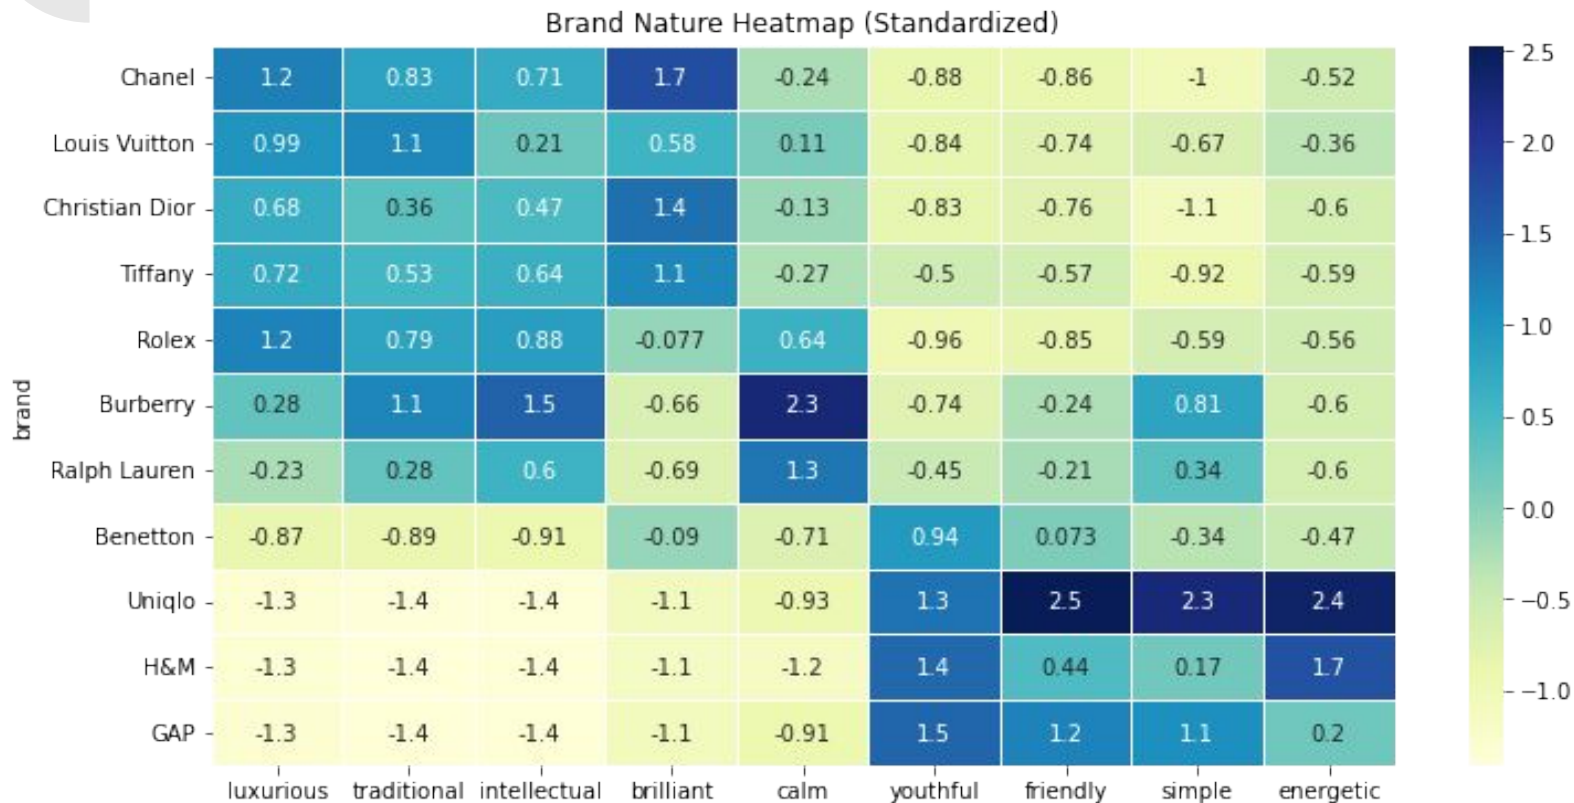 Brand Nature Heatmap (Standardized)
Chanel 1.2 0.83 0.71 1.7 -0.24 -0.88 -0.86 -1 -0.52
Louis Vuitton 0.99 1.1 0.21 0.58 0.11 -0.84 -0.74 -0.67 -0.36
Christian Dior 0.68 0.36 0.47 1.4 -0.13 -0.83 -0.76 -1.1 -0.6
Tiffany 0.72 0.53 0.64 1.1 -0.27 -0.5 -0.57 -0.92 -0.59
Rolex 1.2 0.79 0.88 -0.077 0.64 -0.96 -0.85 -0.59 -0.56
Burberry 0.28 1.1 1.5 -0.66 2.3 -0.74 -0.24 0.81 -0.6
Ralph Lauren -0.23 0.28 0.6 -0.69 1.3 -0.45 -0.21 0.34 -0.6
Benetton -0.87 -0.89 -0.91 -0.09 -0.71 0.94 0.073 -0.34 -0.47
Uniqlo -1.3 -1.4 -1.4 -1.1 -0.93 1.3 2.5 2.3 2.4
H&M -1.3 -1.4 -1.4 -1.1 -1.2 1.4 0.44 0.17 1.7
GAP -1.3 -1.4 -1.4 -1.1 -0.91 1.5 1.2 1.1 0.2
luxurious traditional intellectual brilliant calm youthful friendly simple energetic
brand
2.5
2.0
1.5
1.0
0.5
0.0
−0.5
−1.0